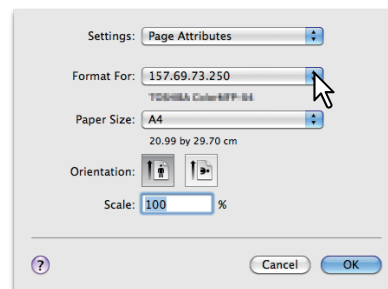 Settings: Page Attributes
Format For: 157.69.73.250
TOSHIBA ColorMFP-S4
Paper Size: A4
20.99 by 29.70 cm
Orientation:
Scale: 100 %
? Cancel OK